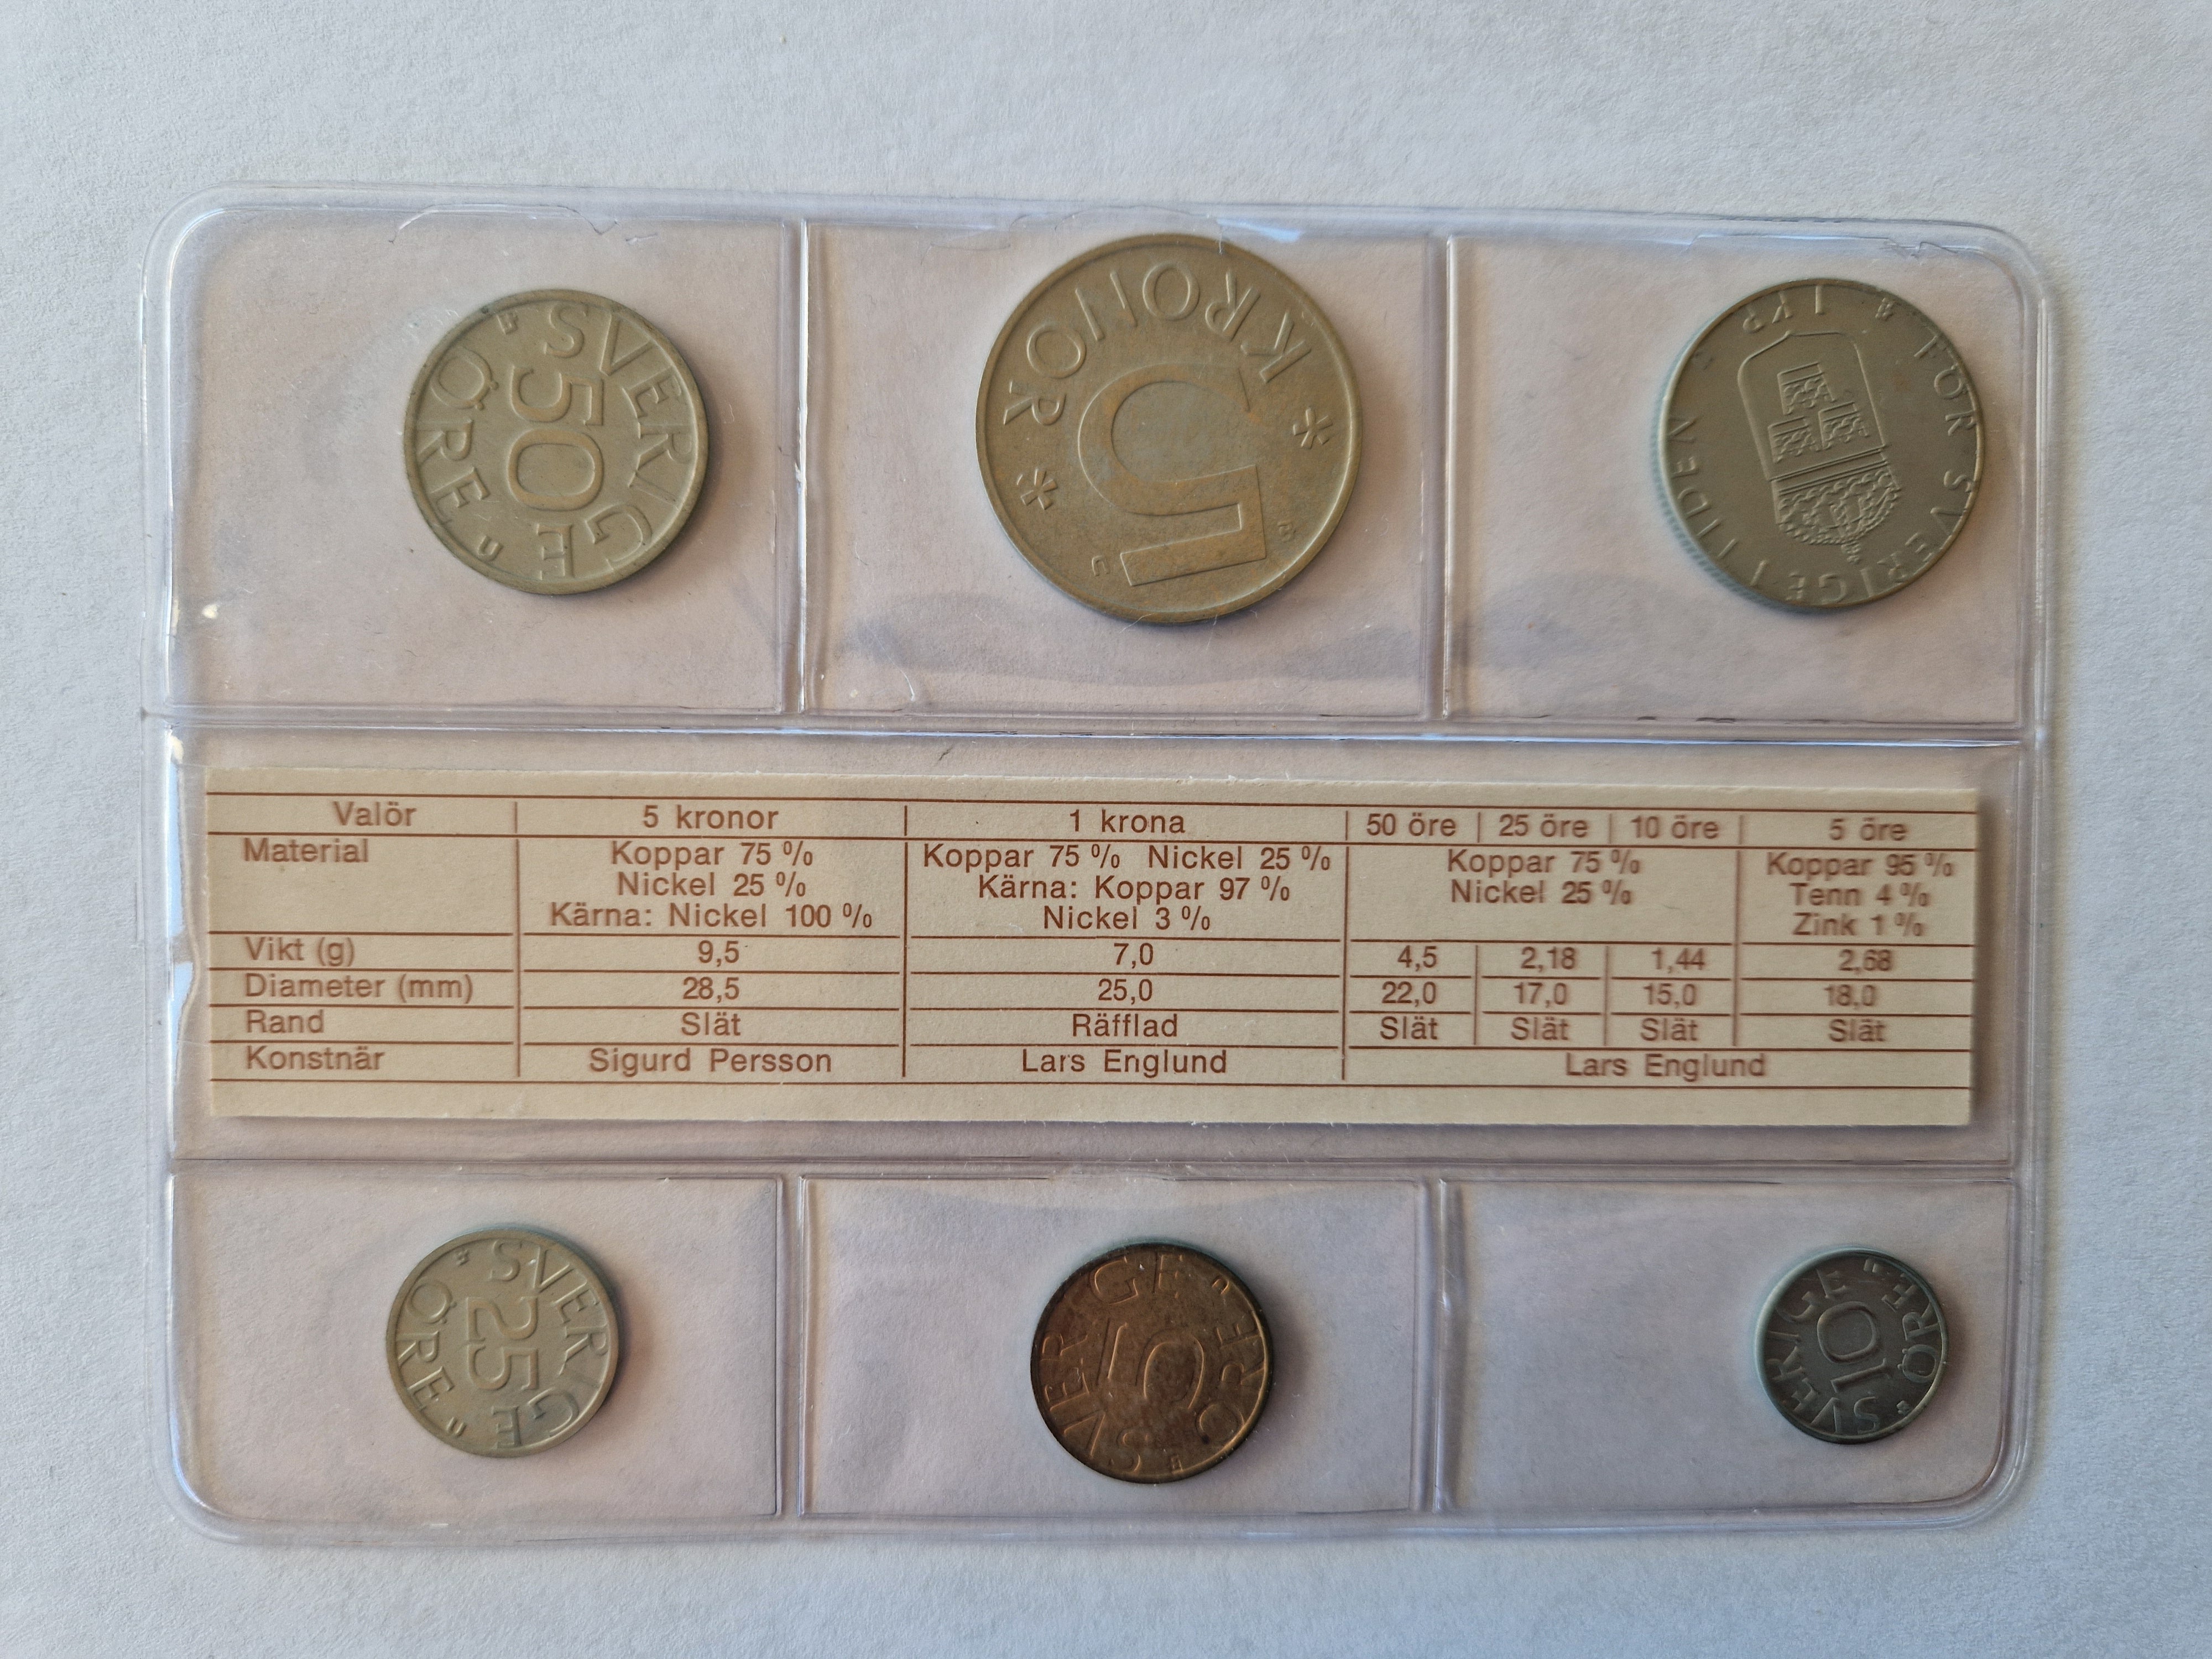 SVERIGE
50
ÖRE
U
5
KRONOR
U
FÖR SVERIGE I TIDEN
1 KR
Valör 5 kronor 1 krona 50 öre 25 öre 10 öre 5 öre
Material Koppar 75 % Koppar 75 % Nickel 25 % Koppar 75 % Koppar 95 %
Nickel 25 % Kärna: Koppar 97 % Nickel 25 % Tenn 4 %
Kärna: Nickel 100 % Nickel 3 % Zink 1 %
Vikt (g) 9,5 7,0 4,5 2,18 1,44 2,68
Diameter (mm) 28,5 25,0 22,0 17,0 15,0 18,0
Rand Slät Räfflad Slät Slät Slät Slät
Konstnär Sigurd Persson Lars Englund Lars Englund
SVERIGE
25
ÖRE
U
SVERIGE
5
ÖRE
U
SVERIGE
10
ÖRE
U